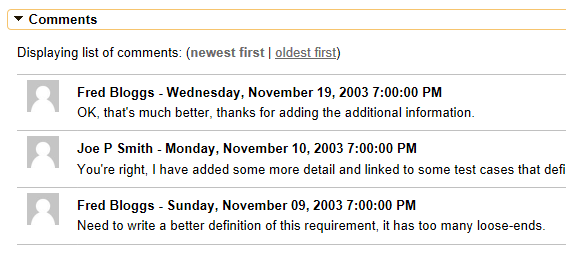 Comments
Displaying list of comments: (newest first | oldest first)
Fred Bloggs - Wednesday, November 19, 2003 7:00:00 PM
OK, that's much better, thanks for adding the additional information.
Joe P Smith - Monday, November 10, 2003 7:00:00 PM
You're right, I have added some more detail and linked to some test cases that defi
Fred Bloggs - Sunday, November 09, 2003 7:00:00 PM
Need to write a better definition of this requirement, it has too many loose-ends.